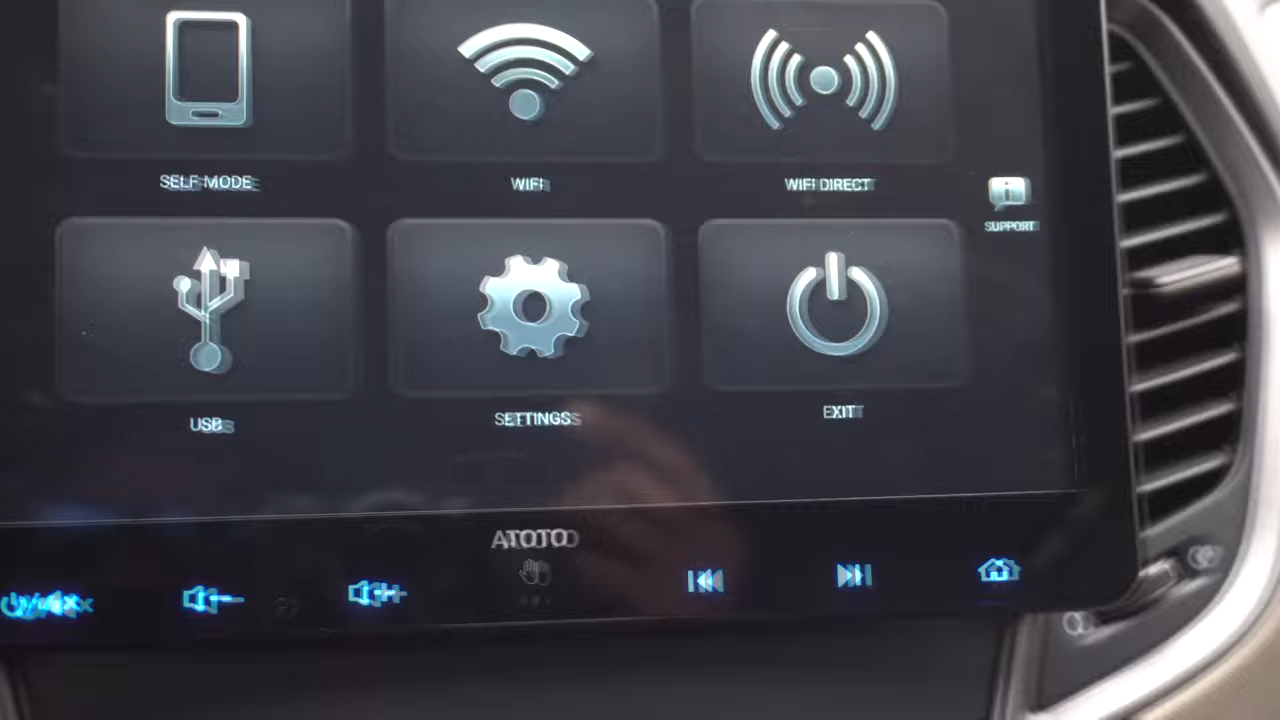 SELF MODE
WIFI
WIFI DIRECT
SUPPORT
USB
SETTINGS
EXIT
ATOTO